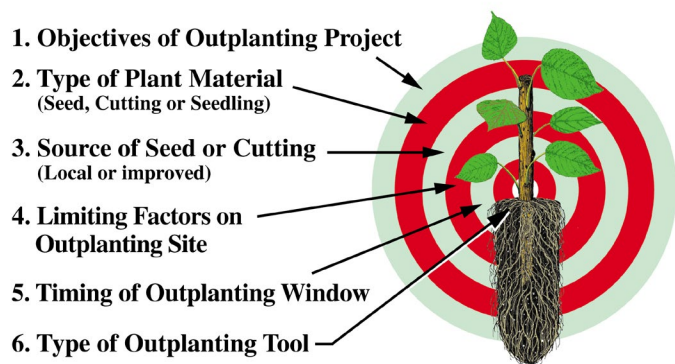 1. Objectives of Outplanting Project
2. Type of Plant Material
(Seed, Cutting or Seedling)
3. Source of Seed or Cutting
(Local or improved)
4. Limiting Factors on
Outplanting Site
5. Timing of Outplanting Window
6. Type of Outplanting Tool